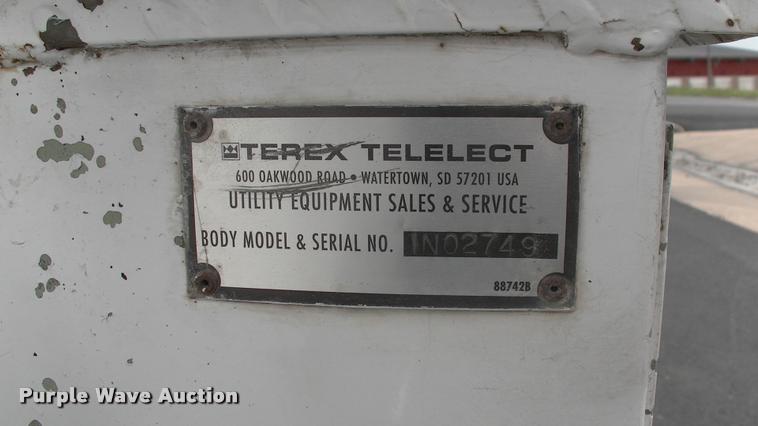 TEREX TELELECT
600 OAKWOOD ROAD • WATERTOWN, SD 57201 USA
UTILITY EQUIPMENT SALES & SERVICE
BODY MODEL & SERIAL NO. IN02749
88742B
Purple Wave Auction